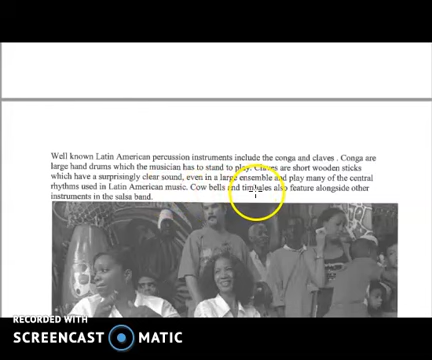 Well known Latin American percussion instruments include the conga and claves . Conga are
large hand drums which the musician has to stand to play. Claves are short wooden sticks
which have a surprisingly clear sound, even in a large ensemble and play many of the central
rhythms used in Latin American music. Cow bells and timbales also feature alongside other
instruments in the salsa band.
RECORDED WITH
SCREENCAST MATIC